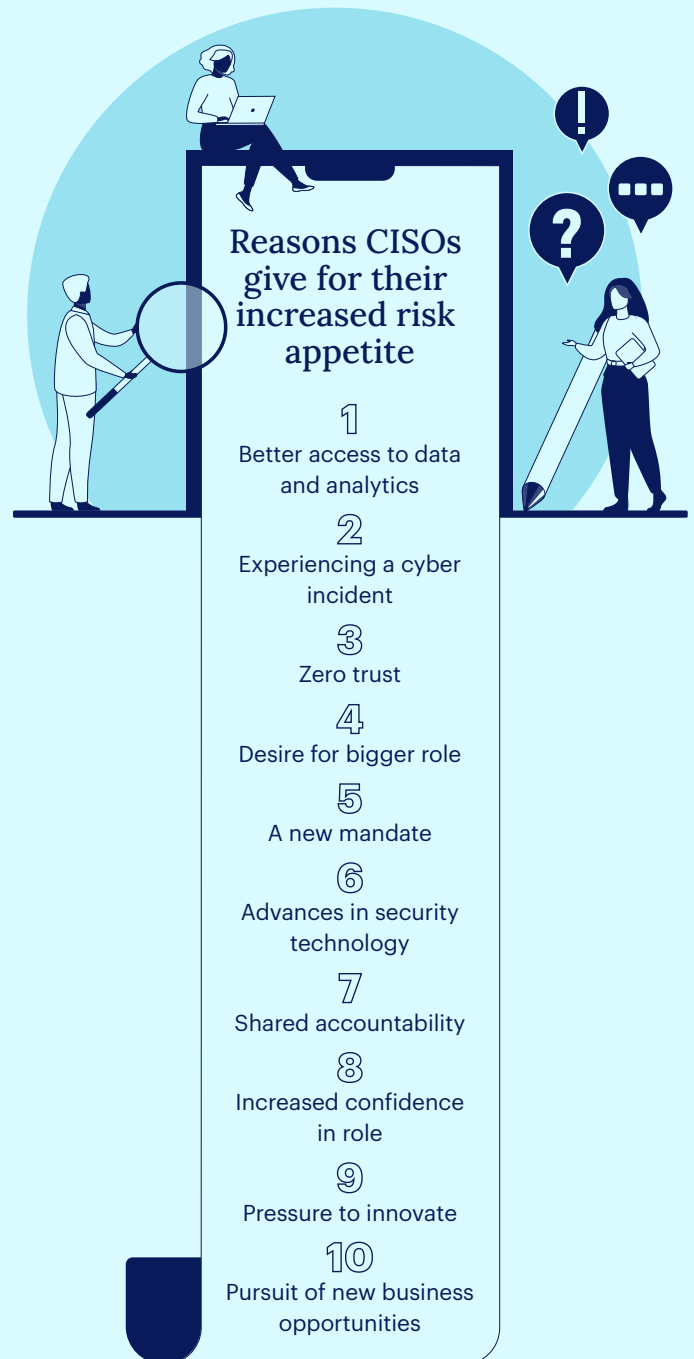 !
?
Reasons CISOs
give for their
increased risk
appetite
1
Better access to data
and analytics
2
Experiencing a cyber
incident
3
Zero trust
4
Desire for bigger role
5
A new mandate
6
Advances in security
technology
7
Shared accountability
8
Increased confidence
in role
9
Pressure to innovate
10
Pursuit of new business
opportunities